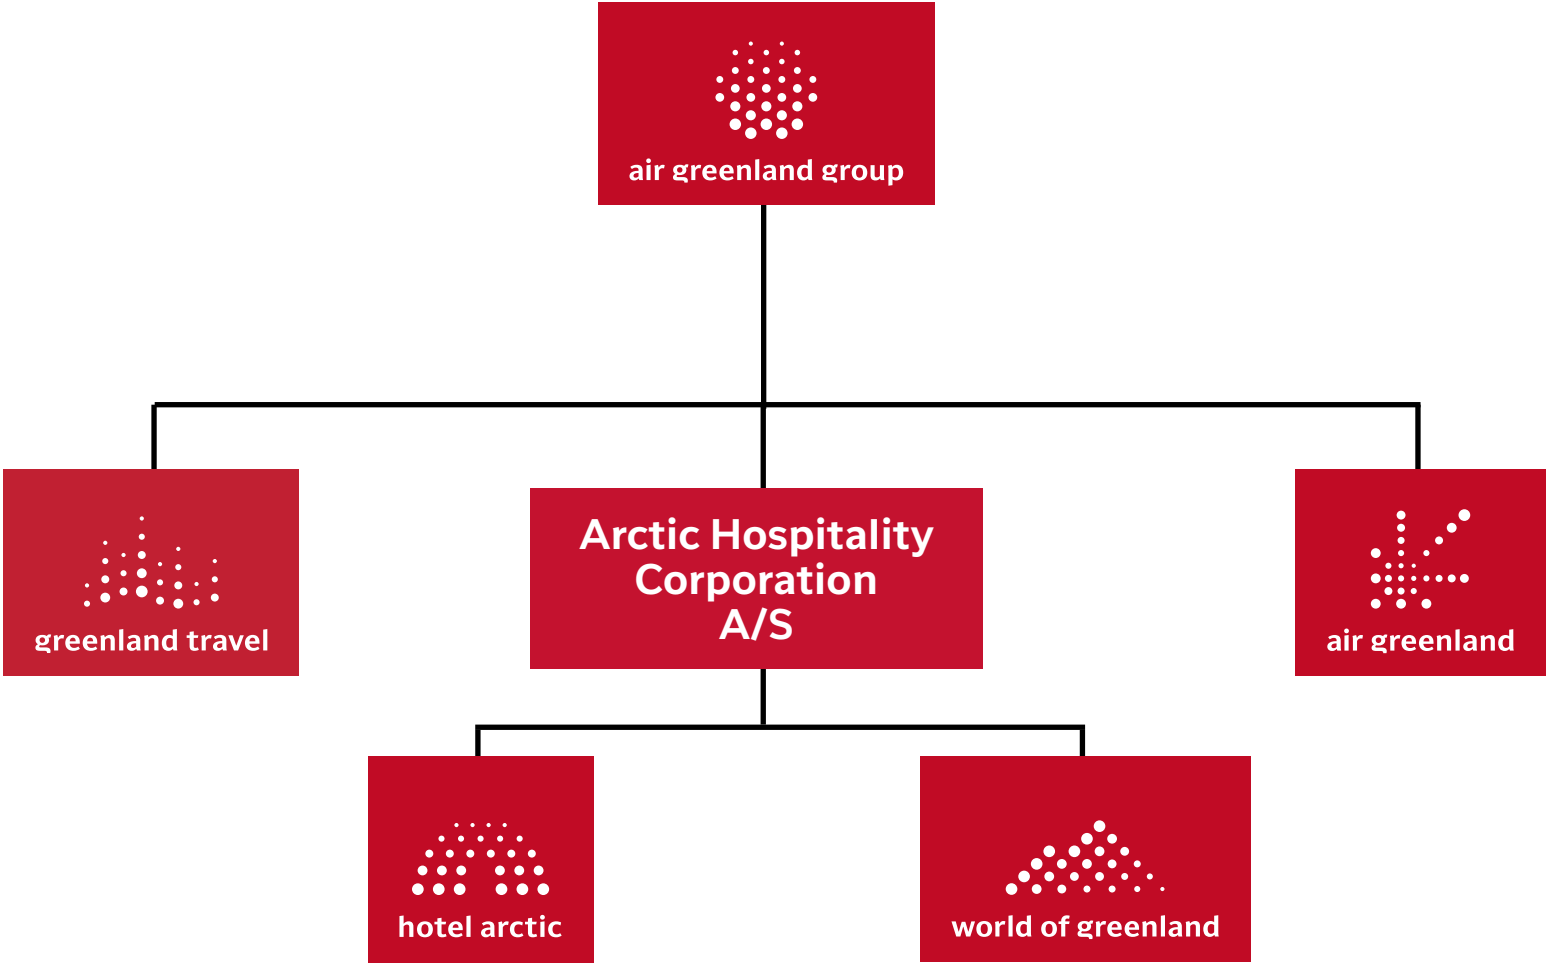 air greenland group
greenland travel
Arctic Hospitality
Corporation
A/S
air greenland
hotel arctic
world of greenland